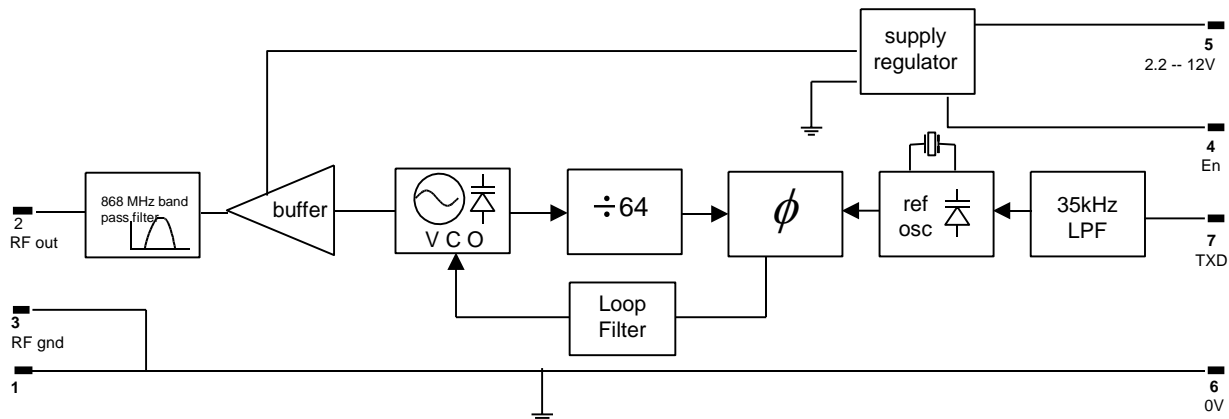 supply
regulator
5
2.2 -- 12V
4
En
868 MHz band
pass filter
buffer
V C O
÷64
ϕ
ref
osc
35kHz
LPF
2
RF out
7
TXD
Loop
Filter
3
RF gnd
1
6
0V